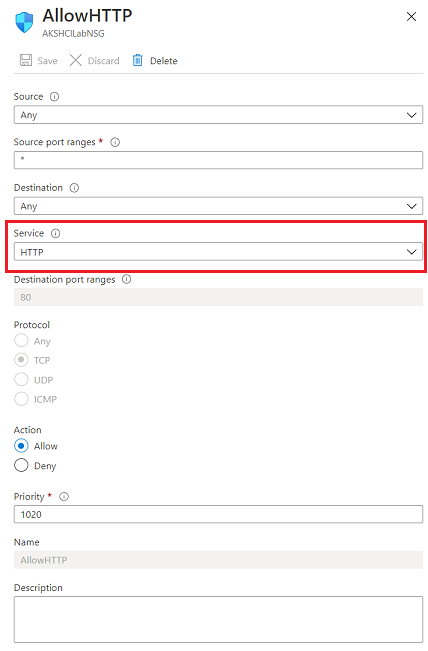 AllowHTTP
AKSHCILabNSG
Save Discard Delete
Source
Any
Source port ranges *
*
Destination
Any
Service
HTTP
Destination port ranges
80
Protocol
Any
TCP
UDP
ICMP
Action
Allow
Deny
Priority *
1020
Name
AllowHTTP
Description